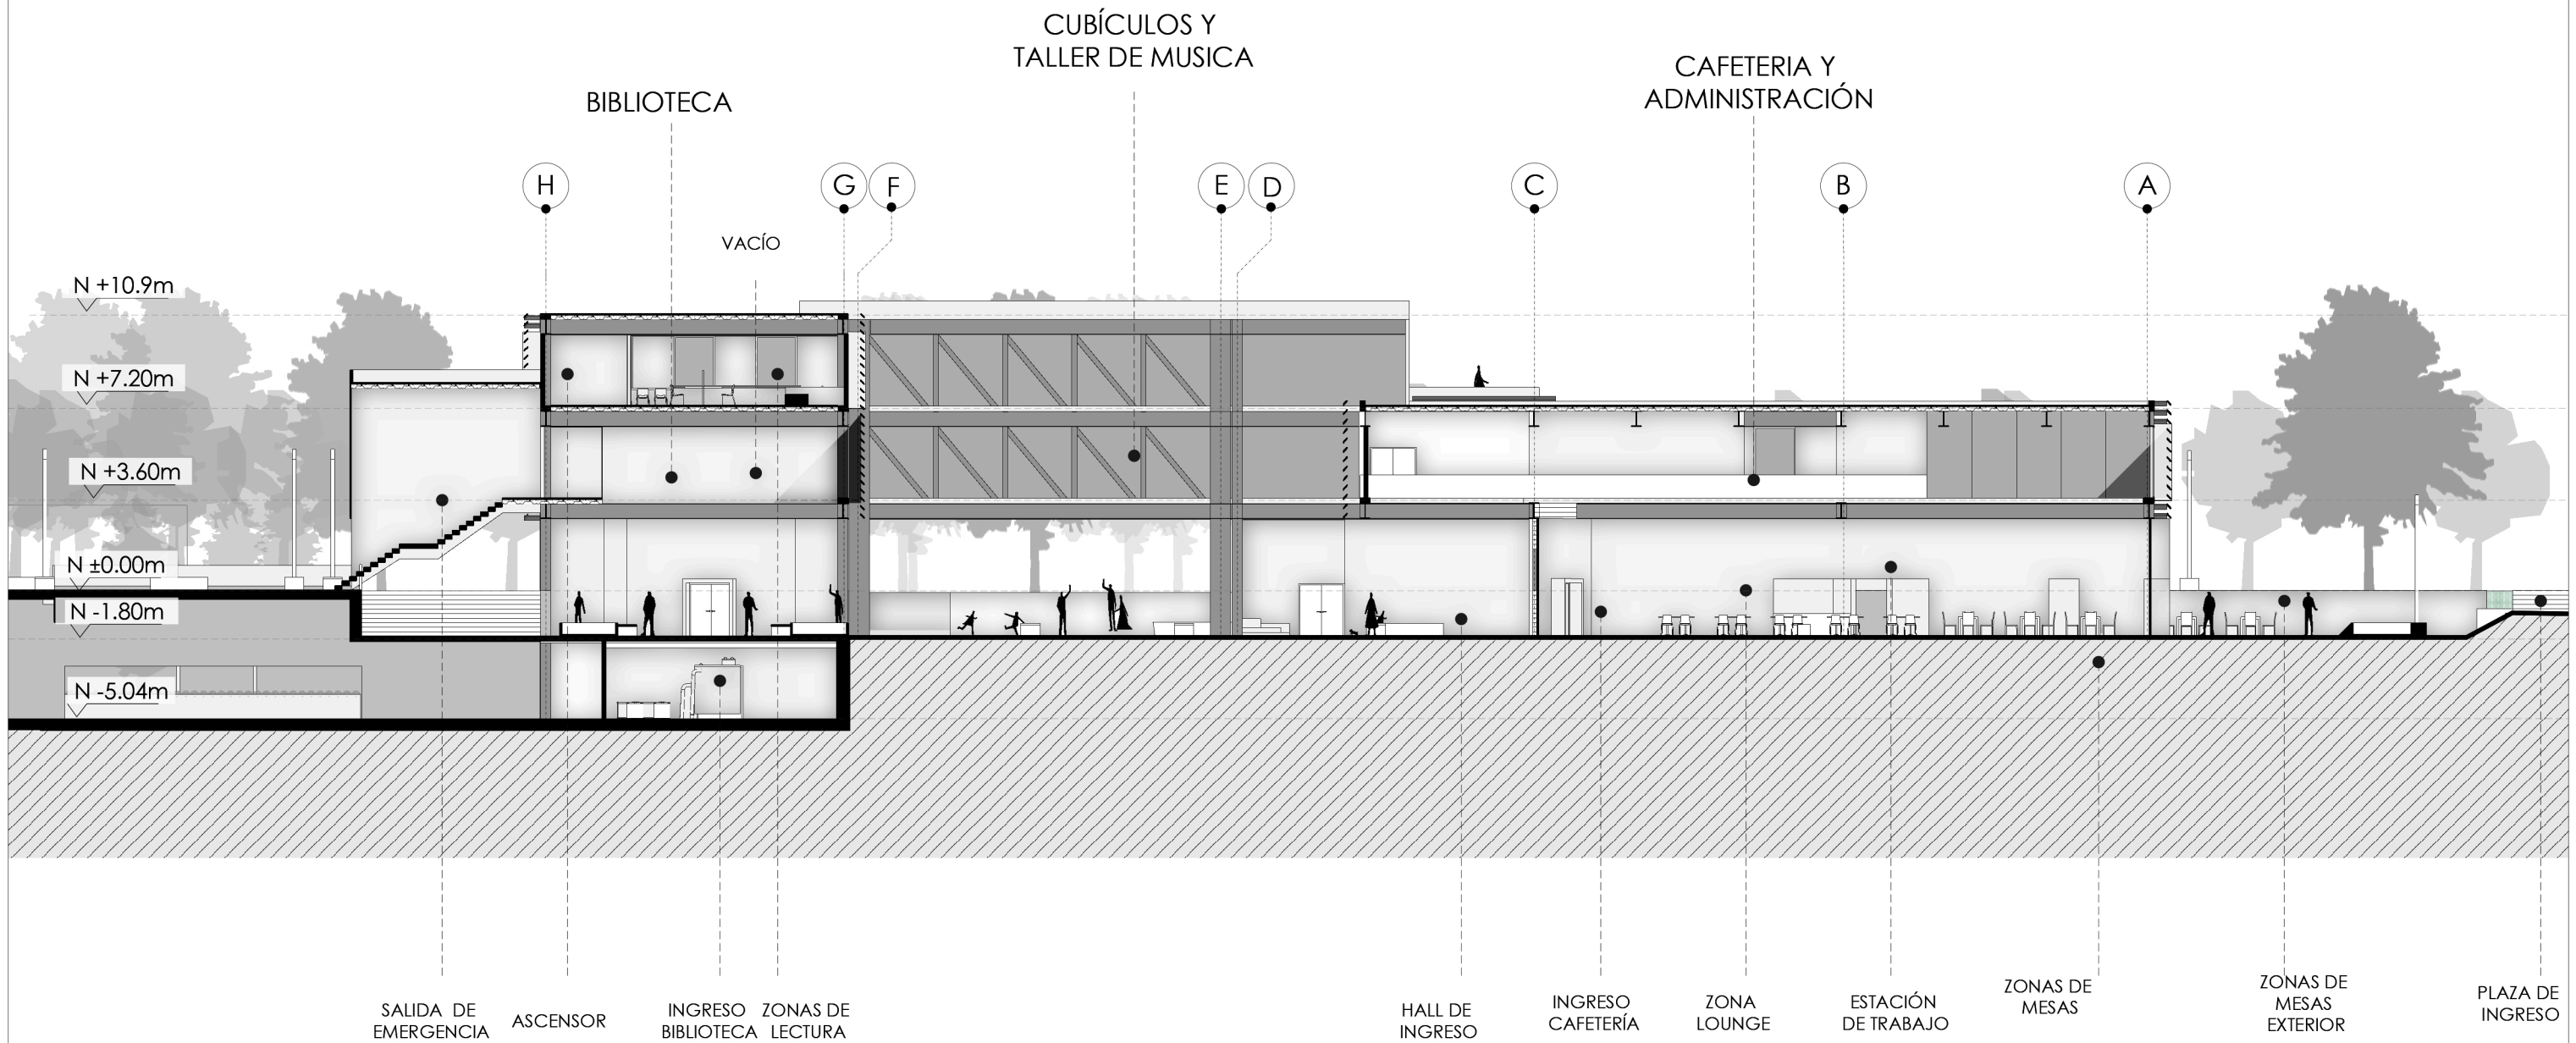 CUBÍCULOS Y
TALLER DE MUSICA
CAFETERIA Y
ADMINISTRACIÓN
BIBLIOTECA
H
G
F
E
D
C
B
A
VACÍO
N +10.9m
N +7.20m
N +3.60m
N ±0.00m
N -1.80m
N -5.04m
SALIDA DE
EMERGENCIA
ASCENSOR
INGRESO
BIBLIOTECA
ZONAS DE
LECTURA
HALL DE
INGRESO
INGRESO
CAFETERÍA
ZONA
LOUNGE
ESTACIÓN
DE TRABAJO
ZONAS DE
MESAS
ZONAS DE
MESAS
EXTERIOR
PLAZA DE
INGRESO